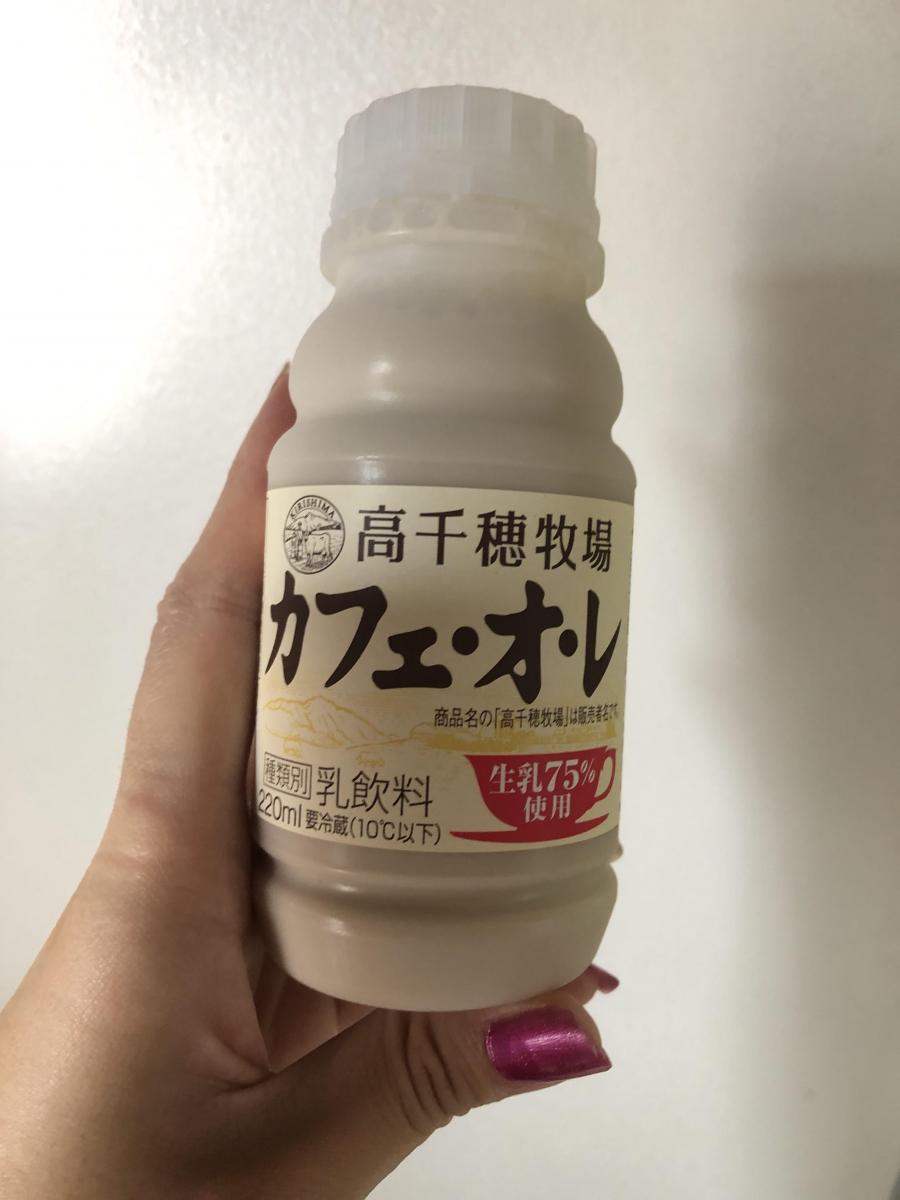 KIRISHIMA
高千穂牧場
カフェ・オ・レ
商品名の「高千穂牧場」は販売者名です。
種類別 乳飲料
220ml 要冷蔵(10℃以下)
生乳75%
使用